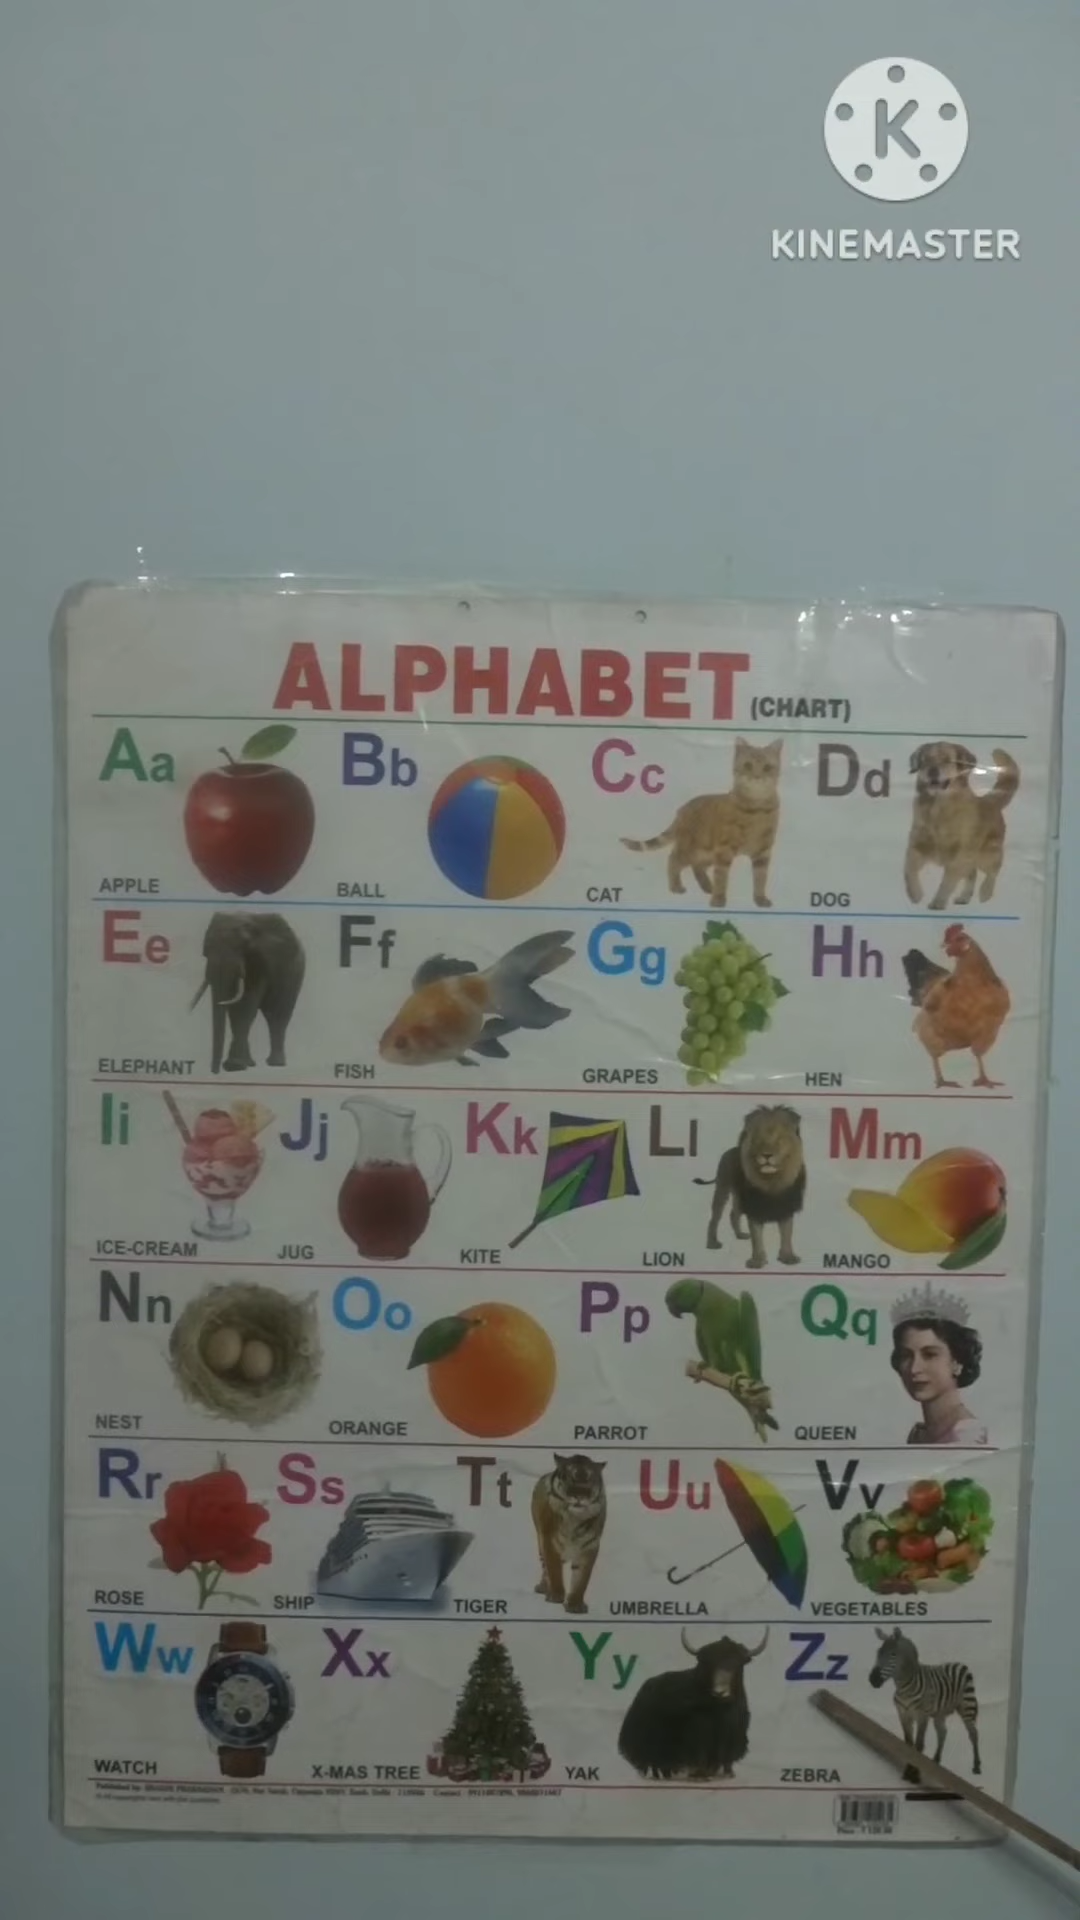 K
KINEMASTER
ALPHABET (CHART)
Aa Bb Cc Dd
APPLE BALL CAT DOG
Ee Ff Gg Hh
ELEPHANT FISH GRAPES HEN
Ii Jj Kk Ll Mm
ICE-CREAM JUG KITE LION MANGO
Nn Oo Pp Qq
NEST ORANGE PARROT QUEEN
Rr Ss Tt Uu Vv
ROSE SHIP TIGER UMBRELLA VEGETABLES
Ww Xx Yy Zz
WATCH X-MAS TREE YAK ZEBRA
Published by: